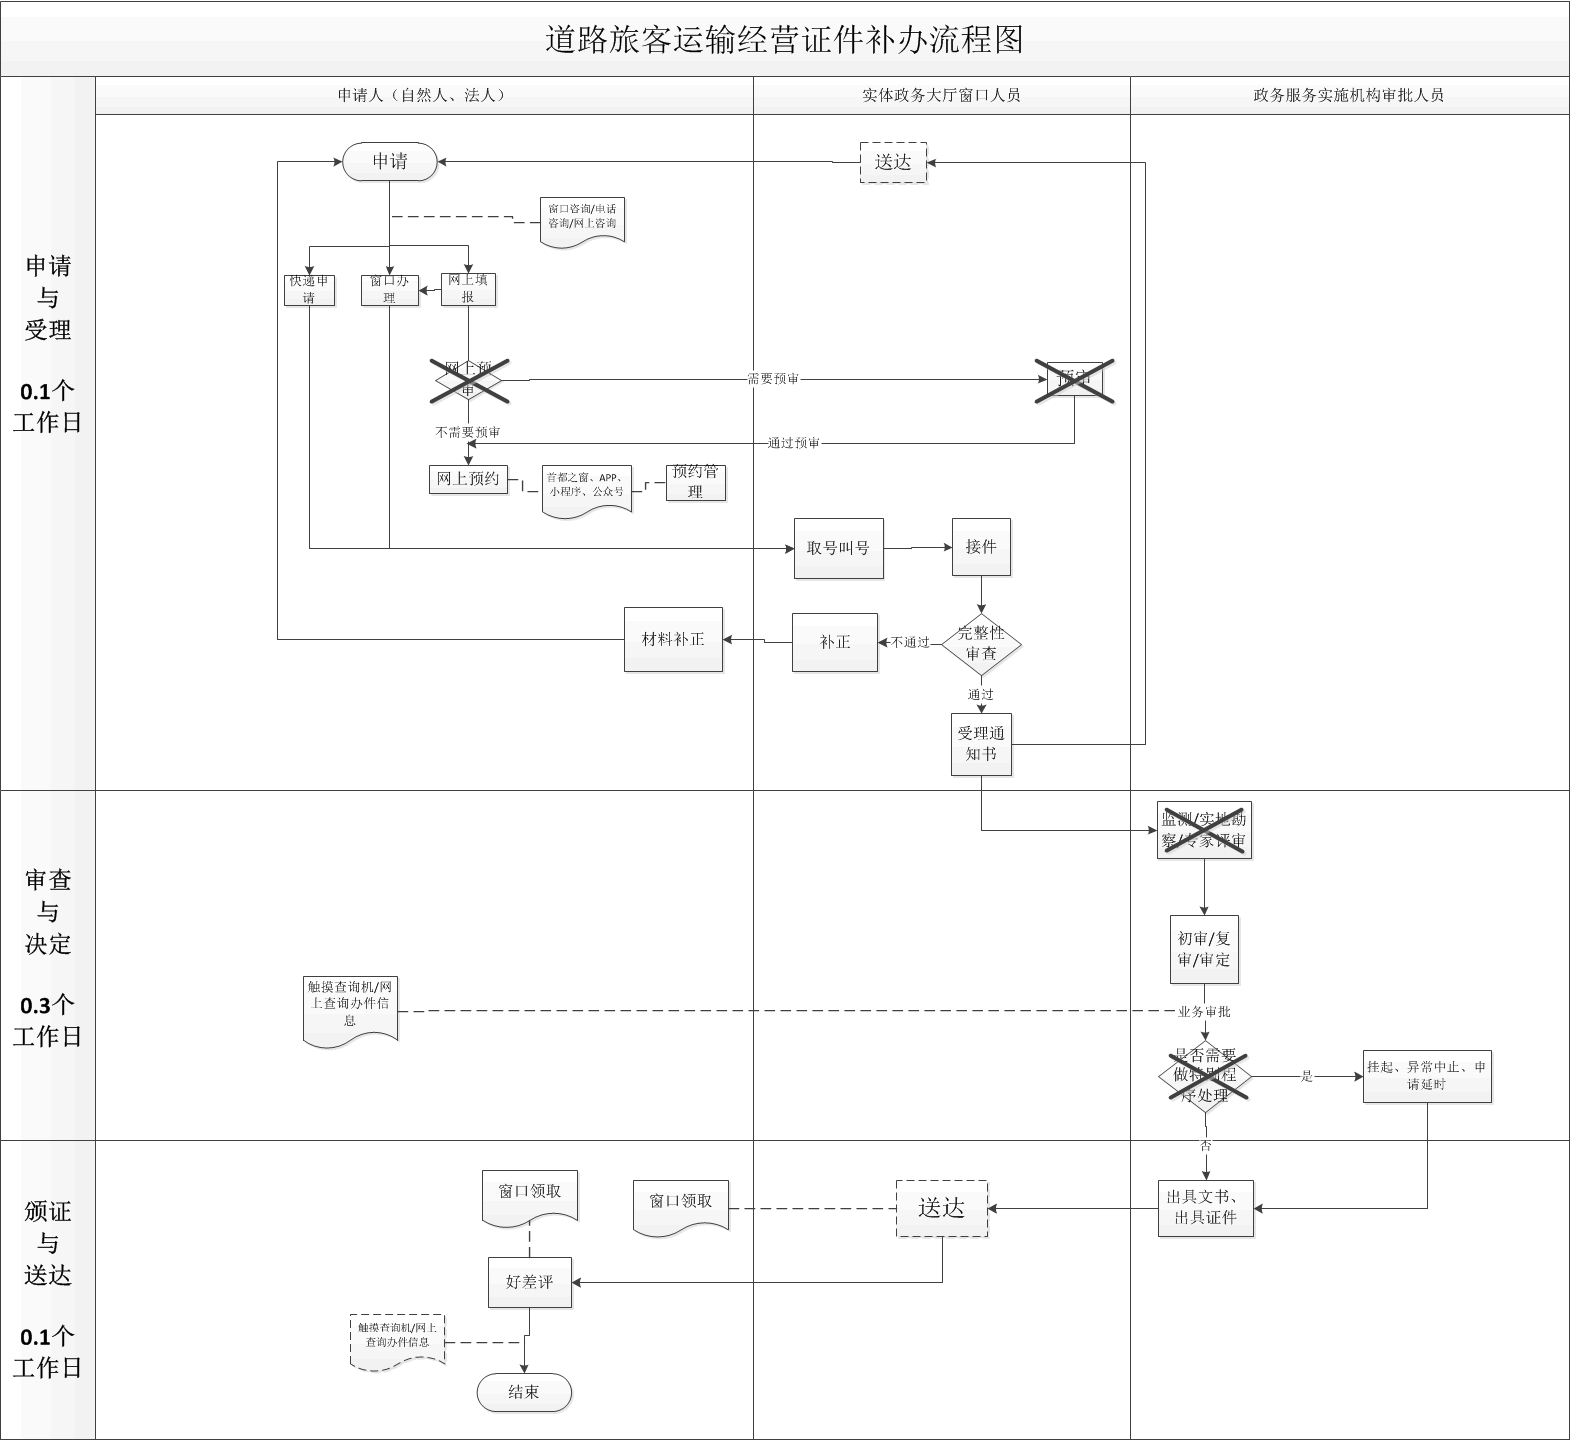 道路旅客运输经营证件补办流程图
申请人（自然人、法人）
实体政务大厅窗口人员
政务服务实施机构审批人员
申请
与
受理
0.1个
工作日
申请
送达
窗口咨询/电话
咨询/网上咨询
快递申
请
窗口办
理
网上填
报
网上预
审
需要预审
预审
不需要预审
通过预审
网上预约
首都之窗、APP、
小程序、公众号
预约管
理
取号叫号
接件
材料补正
补正
不通过
完整性
审查
通过
受理通
知书
审查
与
决定
0.3个
工作日
监测/实地勘
察/专家评审
初审/复
审/审定
触摸查询机/网
上查询办件信
息
业务审批
是否需要
做特别程
序处理
是
挂起、异常中止、申
请延时
否
颁证
与
送达
0.1个
工作日
窗口领取
窗口领取
送达
出具文书、
出具证件
好差评
触摸查询机/网上
查询办件信息
结束